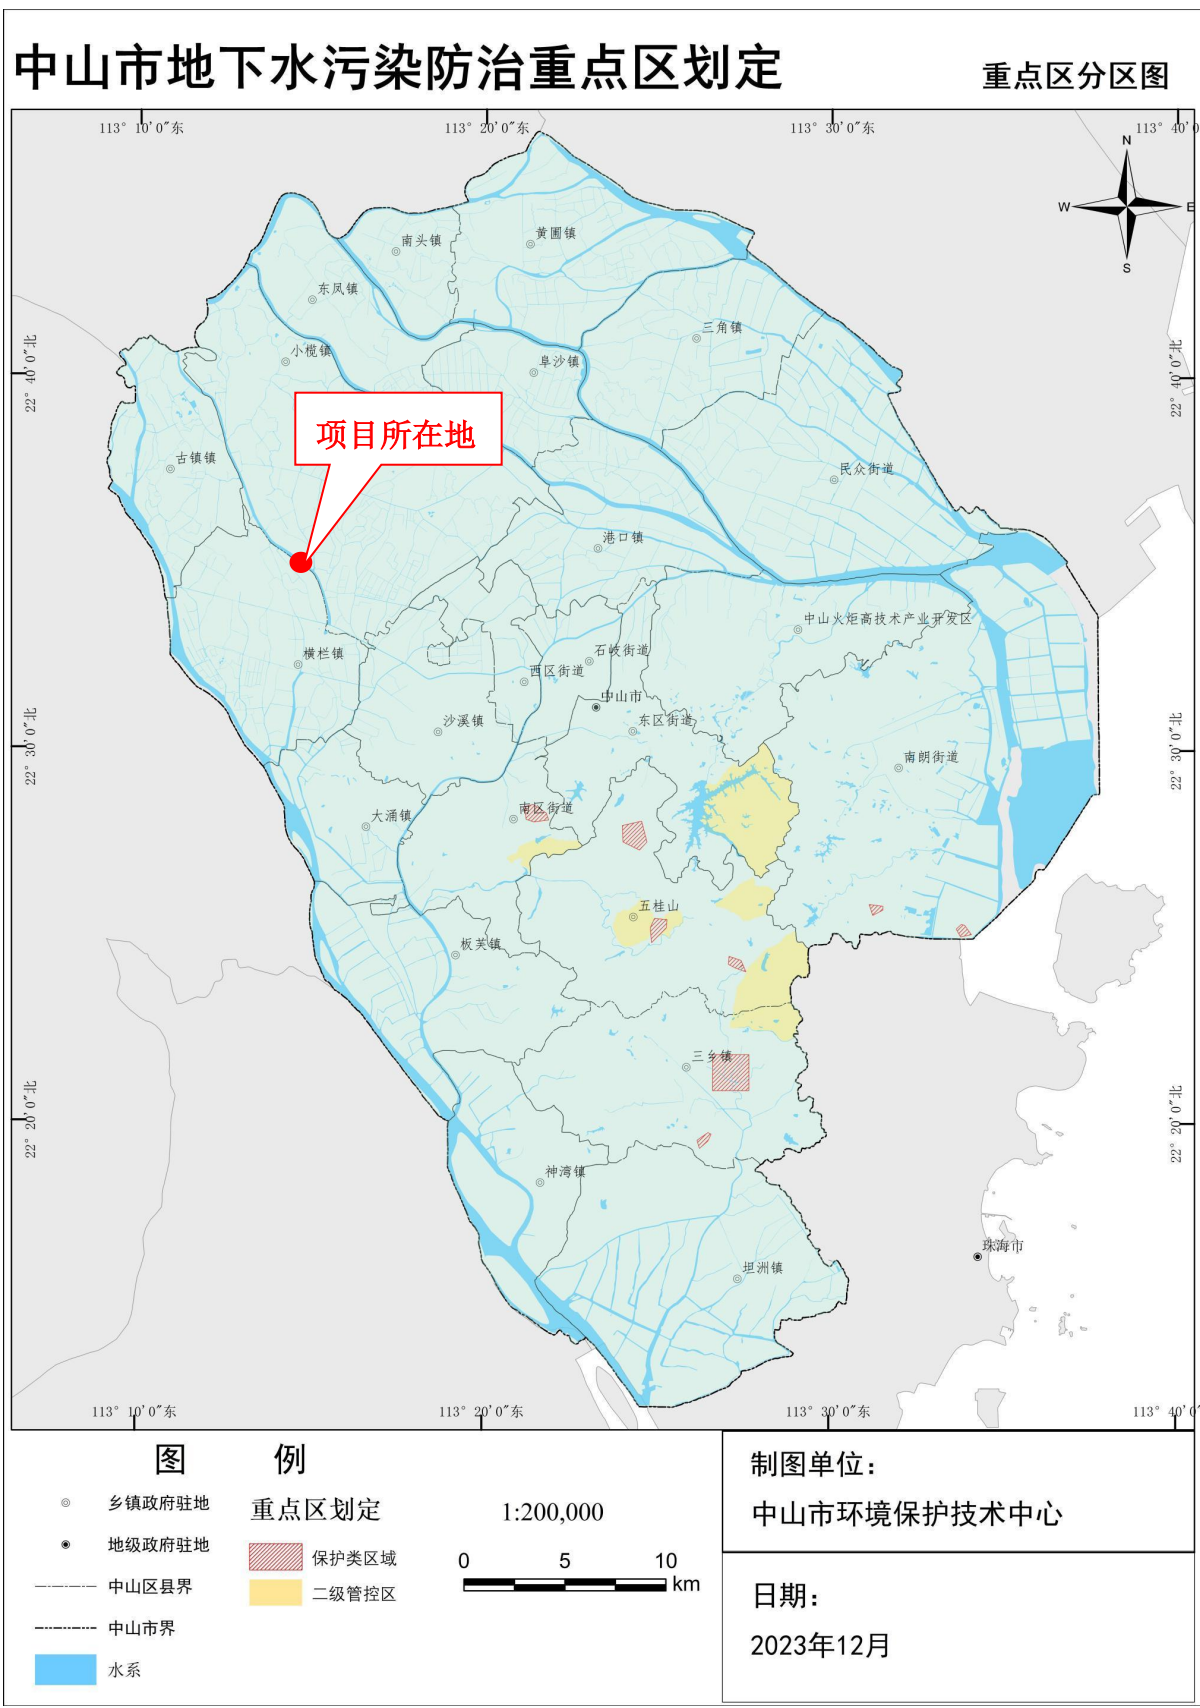 中山市地下水污染防治重点区划定
重点区分区图
113° 10′0″东
113° 20′0″东
113° 30′0″东
113° 40′0
N
W
E
S
22° 40′0″北
22° 40′0″北
22° 30′0″北
22° 30′0″北
22° 20′0″北
22° 20′0″北
南头镇
黄圃镇
东凤镇
三角镇
小榄镇
阜沙镇
项目所在地
古镇镇
民众街道
港口镇
中山火炬高技术产业开发区
横栏镇
石岐街道
西区街道
中山市
沙溪镇
东区街道
南朗街道
大涌镇
南区街道
五桂山
板芙镇
三乡镇
神湾镇
坦洲镇
珠海市
113° 10′0″东
113° 20′0″东
113° 30′0″东
113° 40′0″
图 例
乡镇政府驻地
地级政府驻地
中山区县界
中山市界
水系
重点区划定
保护类区域
二级管控区
1:200,000
0 5 10
km
制图单位：
中山市环境保护技术中心
日期：
2023年12月